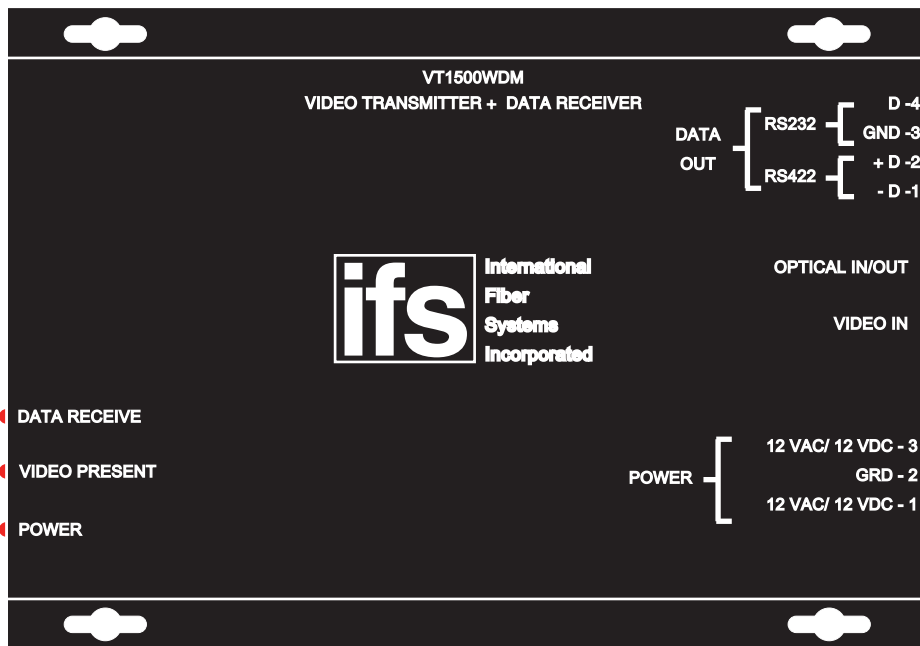 VT1500WDM
VIDEO TRANSMITTER + DATA RECEIVER
DATA
OUT
RS232
D -4
GND -3
RS422
+ D -2
- D -1
ifs
International
Fiber
Systems
Incorporated
OPTICAL IN/OUT
VIDEO IN
DATA RECEIVE
VIDEO PRESENT
POWER
POWER
12 VAC/ 12 VDC - 3
GRD - 2
12 VAC/ 12 VDC - 1